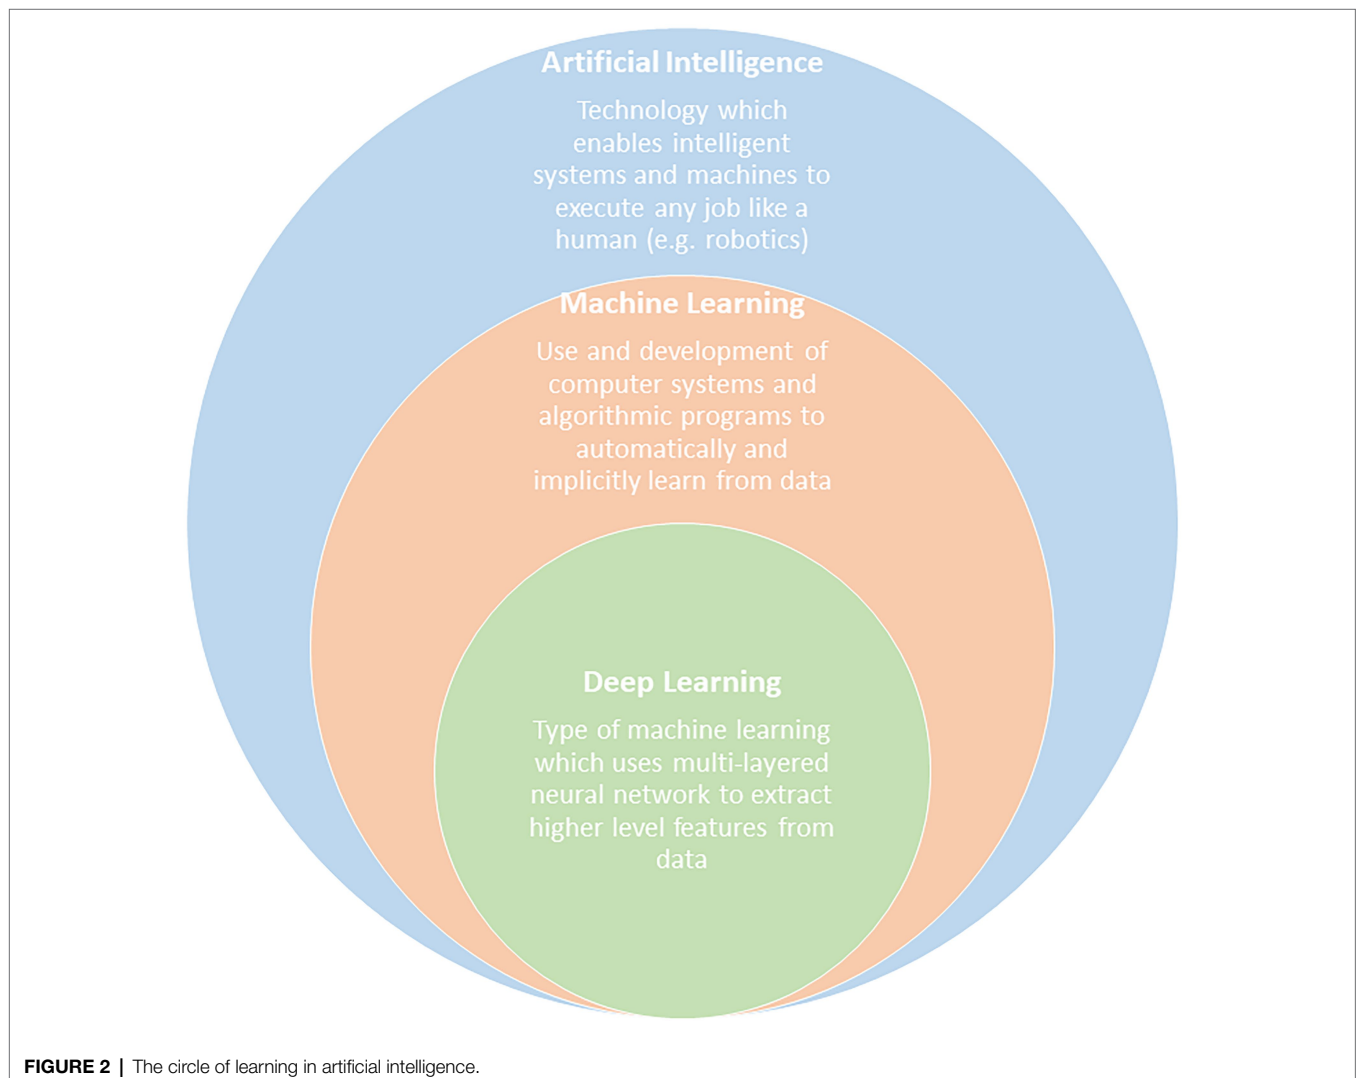 Artificial Intelligence
Technology which
enables intelligent
systems and machines to
execute any job like a
human (e.g. robotics)
Machine Learning
Use and development of
computer systems and
algorithmic programs to
automatically and
implicitly learn from data
Deep Learning
Type of machine learning
which uses multi-layered
neural network to extract
higher level features from
data
FIGURE 2 | The circle of learning in artificial intelligence.